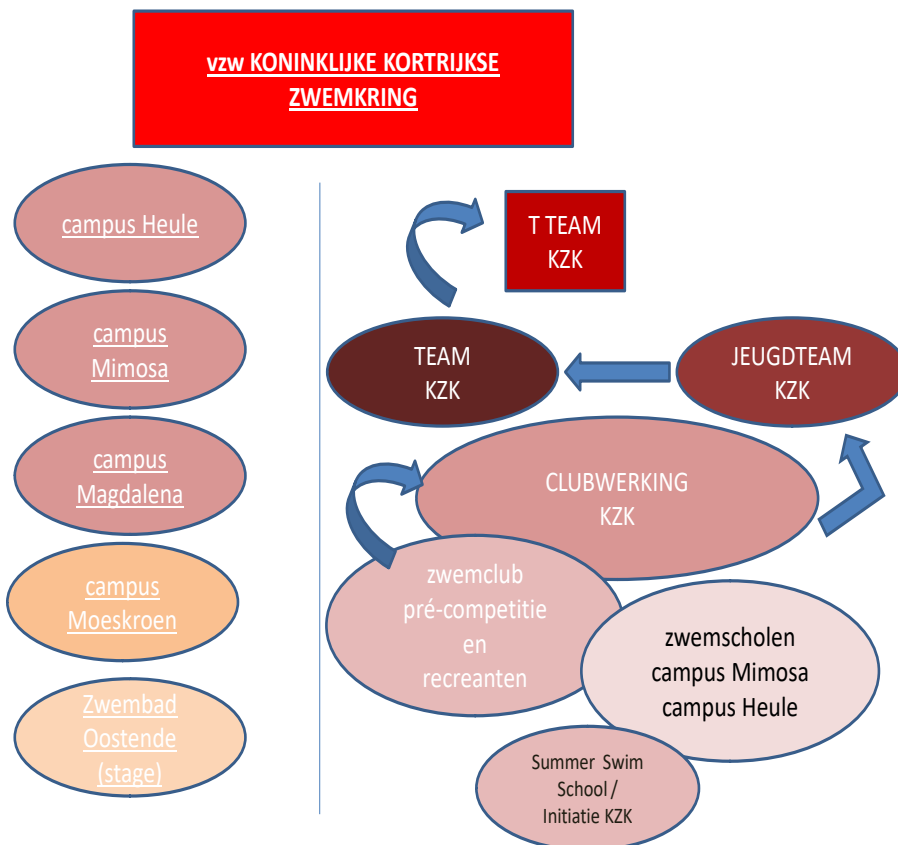 vzw KONINKLIJKE KORTRIJKSE
ZWEMKRING
campus Heule
campus
Mimosa
campus
Magdalena
campus
Moeskroen
Zwembad
Oostende
(stage)
T TEAM
KZK
TEAM
KZK
JEUGDTEAM
KZK
CLUBWERKING
KZK
zwemclub
pré-competitie
en
recreanten
zwemscholen
campus Mimosa
campus Heule
Summer Swim
School /
Initiatie KZK